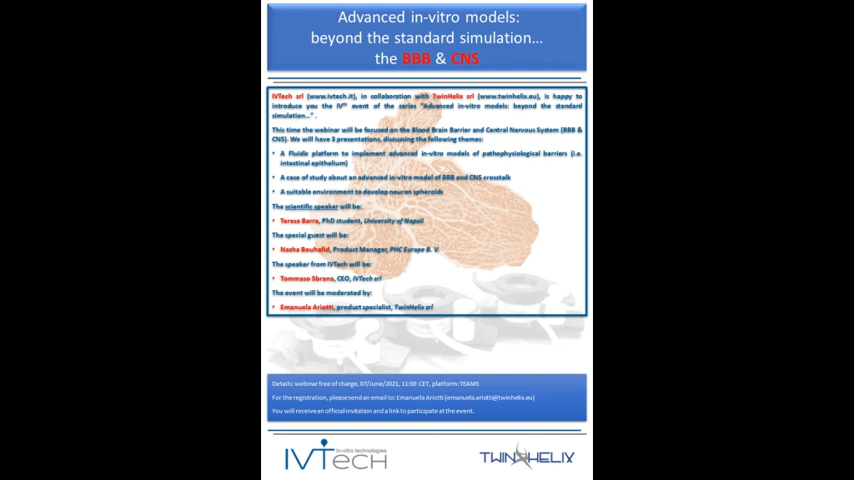 Advanced in-vitro models:
beyond the standard simulation...
the BBB & CNS
IVTech srl (www.ivtech.it), in collaboration with TwinHelix srl (www.twinhelix.eu), is happy to
introduce you the IVth event of the series "Advanced in-vitro models: beyond the standard
simulation..." .
This time the webinar will be focused on the Blood Brain Barrier and Central Nervous System (BBB &
CNS). We will have 3 presentations, discussing the following themes:
• A Fluidic platform to implement advanced in-vitro models of pathophysiological barriers (i.e.
intestinal epithelium)
• A case of study about an advanced in-vitro model of BBB and CNS crosstalk
• A suitable environment to develop neuron spheroids
The scientific speaker will be:
• Teresa Barra, PhD student, University of Napoli
The special guest will be:
• Nasha Bouhafid, Product Manager, PHC Europe B. V.
The speaker from IVTech will be:
• Tommaso Sbrana, CEO, IVTech srl
The event will be moderated by:
• Emanuela Ariotti, product specialist, TwinHelix srl
Details: webinar free of charge, 07/June/2021, 11:00 CET, platform: TEAMS
For the registration, please send an email to: Emanuela Ariotti (emanuela.ariotti@twinhelix.eu)
You will receive an official invitation and a link to participate at the event.
in-vitro technologies
IVTech
TWIN HELIX